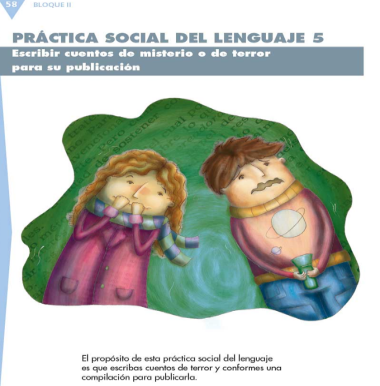 58 BLOQUE II
PRÁCTICA SOCIAL DEL LENGUAJE 5
Escribir cuentos de misterio o de terror
para su publicación
El propósito de esta práctica social del lenguaje
es que escribas cuentos de terror y conformes una
compilación para publicarla.